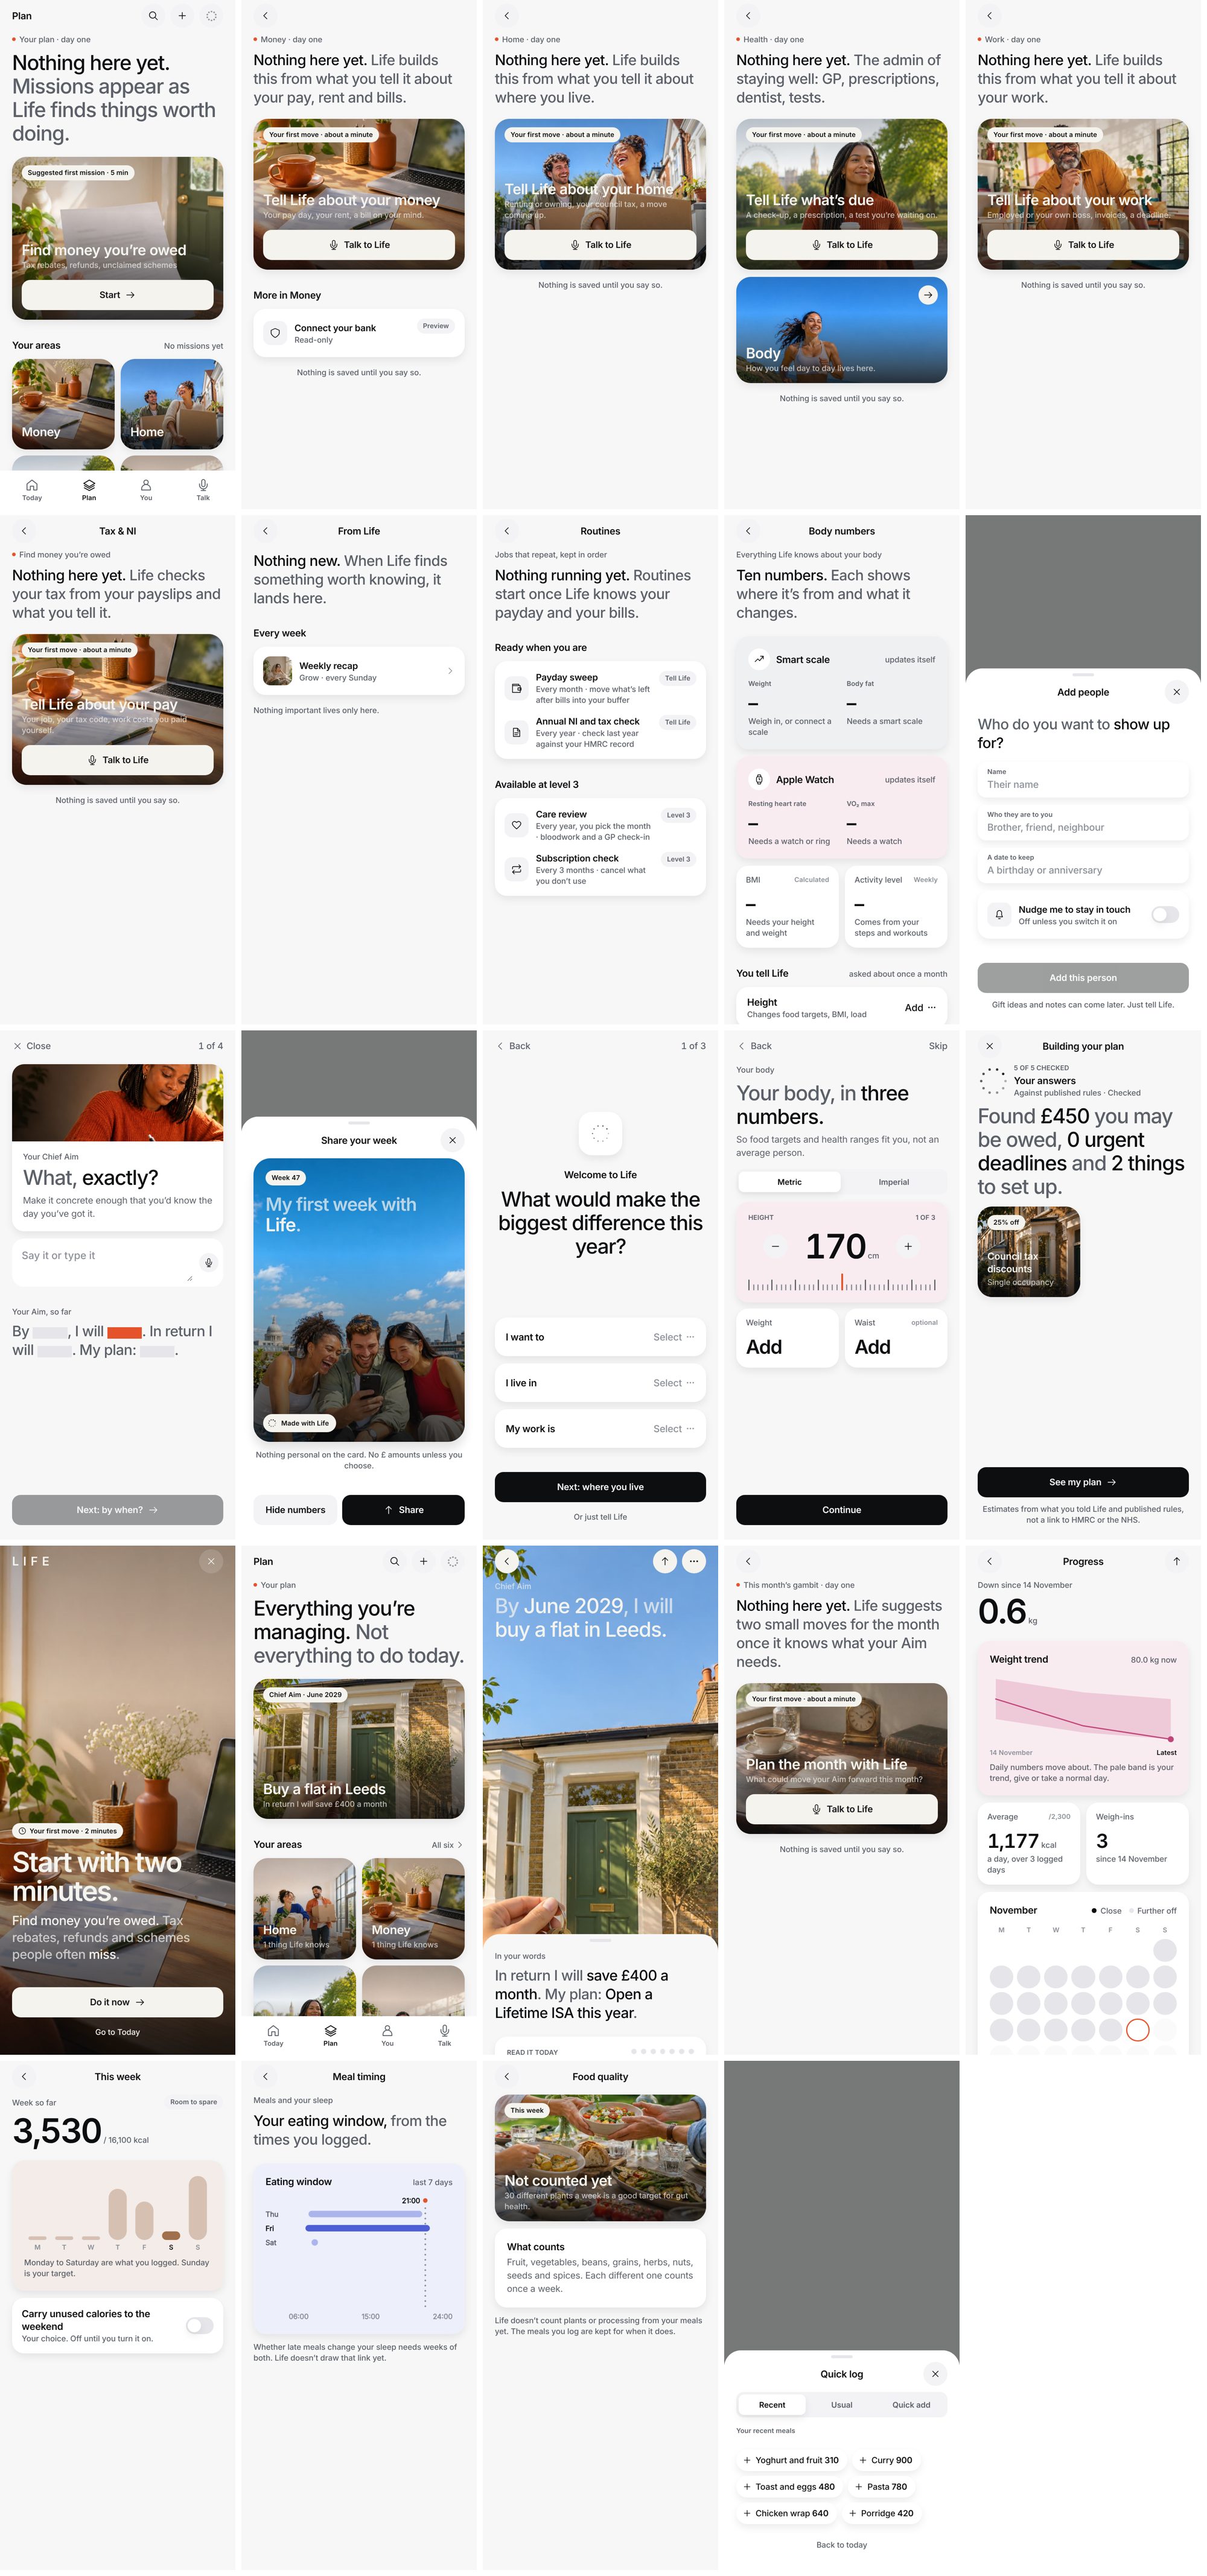 Plan
Your plan · day one
Nothing here yet.
Missions appear as
Life finds things worth
doing.
Suggested first mission · 5 min
Find money you're owed
Tax rebates, refunds, unclaimed schemes
Start →
Your areas
No missions yet
Money
Home
Today
Plan
You
Talk
Money · day one
Nothing here yet. Life builds
this from what you tell it about
your pay, rent and bills.
Your first move · about a minute
Tell Life about your money
Your pay day, your rent, a bill on your mind.
Talk to Life
More in Money
Connect your bank
Read-only
Preview
Nothing is saved until you say so.
Home · day one
Nothing here yet. Life builds
this from what you tell it about
where you live.
Your first move · about a minute
Tell Life about your home
Renting or owning, your council tax, a move
coming up.
Talk to Life
Nothing is saved until you say so.
Health · day one
Nothing here yet. The admin of
staying well: GP, prescriptions,
dentist, tests.
Your first move · about a minute
Tell Life what's due
A check-up, a prescription, a test you're waiting on.
Talk to Life
Body
How you feel day to day lives here.
Nothing is saved until you say so.
Work · day one
Nothing here yet. Life builds
this from what you tell it about
your work.
Your first move · about a minute
Tell Life about your work
Employed or your own boss, invoices, a deadline.
Talk to Life
Nothing is saved until you say so.
Tax & NI
Find money you're owed
Nothing here yet. Life checks
your tax from your payslips and
what you tell it.
Your first move · about a minute
Tell Life about your pay
Your job, your tax code, work costs you paid
yourself.
Talk to Life
Nothing is saved until you say so.
From Life
Nothing new. When Life finds
something worth knowing, it
lands here.
Every week
Weekly recap
Grow · every Sunday
Nothing important lives only here.
Routines
Jobs that repeat, kept in order
Nothing running yet. Routines
start once Life knows your
payday and your bills.
Ready when you are
Payday sweep
Tell Life
Every month · move what's left
after bills into your buffer
Annual NI and tax check
Tell Life
Every year · check last year
against your HMRC record
Available at level 3
Care review
Level 3
Every year, you pick the month
· bloodwork and a GP check-in
Subscription check
Level 3
Every 3 months · cancel what
you don't use
Body numbers
Everything Life knows about your body
Ten numbers. Each shows
where it's from and what it
changes.
Smart scale
updates itself
Weight
Body fat
–
–
Weigh in, or connect a
scale
Needs a smart scale
Apple Watch
updates itself
Resting heart rate
VO₂ max
–
–
Needs a watch or ring
Needs a watch
BMI
Calculated
–
Needs your height
and weight
Activity level
Weekly
–
Comes from your
steps and workouts
You tell Life
asked about once a month
Height
Changes food targets, BMI, load
Add ···
Add people
Who do you want to show up
for?
Name
Their name
Who they are to you
Brother, friend, neighbour
A date to keep
A birthday or anniversary
Nudge me to stay in touch
Off unless you switch it on
Add this person
Gift ideas and notes can come later. Just tell Life.
Close
1 of 4
Your Chief Aim
What, exactly?
Make it concrete enough that you'd know the
day you've got it.
Say it or type it
Your Aim, so far
By , I will . In return I
will . My plan: .
Next: by when? →
Share your week
Week 47
My first week with
Life.
Made with Life
Nothing personal on the card. No £ amounts unless you
choose.
Hide numbers
Share
Back
1 of 3
Welcome to Life
What would make the
biggest difference this
year?
I want to
Select ···
I live in
Select ···
My work is
Select ···
Next: where you live
Or just tell Life
Back
Skip
Your body
Your body, in three
numbers.
So food targets and health ranges fit you, not an
average person.
Metric
Imperial
HEIGHT
1 OF 3
− 170 cm +
Weight
Add
Waist
optional
Add
Continue
Building your plan
5 OF 5 CHECKED
Your answers
Against published rules · Checked
Found £450 you may
be owed, 0 urgent
deadlines and 2 things
to set up.
25% off
Council tax
discounts
Single occupancy
See my plan →
Estimates from what you told Life and published rules,
not a link to HMRC or the NHS.
LIFE
Your first move · 2 minutes
Start with two
minutes.
Find money you're owed. Tax
rebates, refunds and schemes
people often miss.
Do it now →
Go to Today
Plan
Your plan
Everything you're
managing. Not
everything to do today.
Chief Aim · June 2029
Buy a flat in Leeds
In return I will save £400 a month
Your areas
All six
Home
1 thing Life knows
Money
1 thing Life knows
Today
Plan
You
Talk
Chief Aim
By June 2029, I will
buy a flat in Leeds.
In your words
In return I will save £400 a
month. My plan: Open a
Lifetime ISA this year.
READ IT TODAY
This month's gambit · day one
Nothing here yet. Life suggests
two small moves for the month
once it knows what your Aim
needs.
Your first move · about a minute
Plan the month with Life
What could move your Aim forward this month?
Talk to Life
Nothing is saved until you say so.
Progress
Down since 14 November
0.6 kg
Weight trend
80.0 kg now
14 November
Latest
Daily numbers move about. The pale band is your
trend, give or take a normal day.
Average
/2,300
1,177 kcal
a day, over 3 logged
days
Weigh-ins
3
since 14 November
November
Close
Further off
M T W T F S S
This week
Week so far
Room to spare
3,530 / 16,100 kcal
M T W T F S S
Monday to Saturday are what you logged. Sunday
is your target.
Carry unused calories to the
weekend
Your choice. Off until you turn it on.
Meal timing
Meals and your sleep
Your eating window, from the
times you logged.
Eating window
last 7 days
21:00
Thu
Fri
Sat
06:00 15:00 24:00
Whether late meals change your sleep needs weeks of
both. Life doesn't draw that link yet.
Food quality
This week
Not counted yet
30 different plants a week is a good target for gut
health.
What counts
Fruit, vegetables, beans, grains, herbs, nuts,
seeds and spices. Each different one counts
once a week.
Life doesn't count plants or processing from your meals
yet. The meals you log are kept for when it does.
Quick log
Recent
Usual
Quick add
Your recent meals
+ Yoghurt and fruit 310
+ Curry 900
+ Toast and eggs 480
+ Pasta 780
+ Chicken wrap 640
+ Porridge 420
Back to today